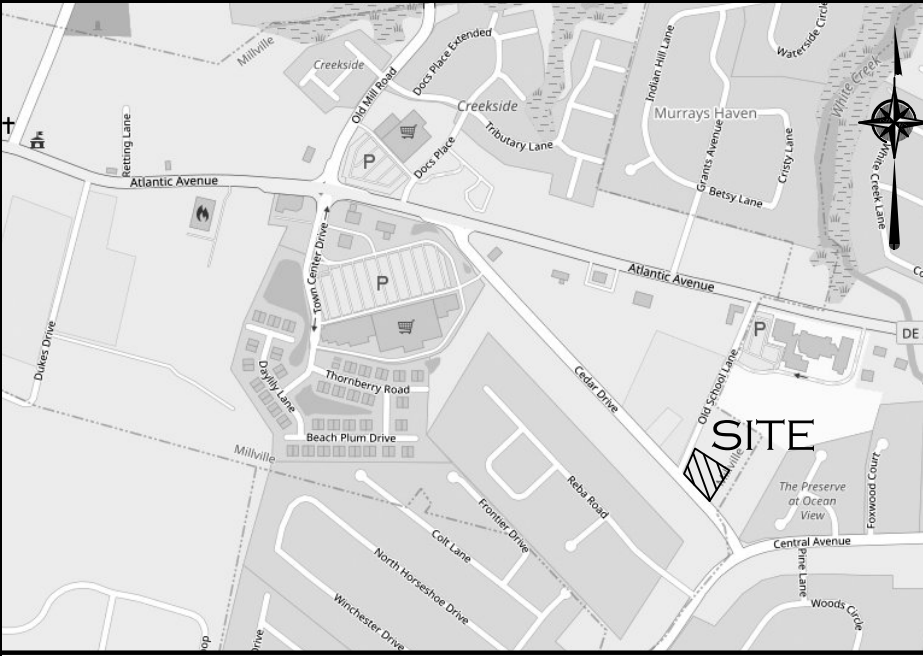 Millville
Creekside
Old Mill Road
Docs Place Extended
Creekside
Indian Hill Lane
Waterside Circle
White Creek
Murrays Haven
Retting Lane
P
Docs Place
Tributary Lane
Grants Avenue
Cristy Lane
White Creek Lane
Betsy Lane
Atlantic Avenue
Town Center Drive
P
Atlantic Avenue
P
DE
Dukes Drive
Daylily Lane
Thornberry Road
Cedar Drive
Old School Lane
Beach Plum Drive
SITE
Millville
Reba Road
The Preserve
at Ocean
View
Foxwood Court
Frontier Drive
Colt Lane
Central Avenue
North Horseshoe Drive
Pine Lane
Winchester Drive
Woods Circle